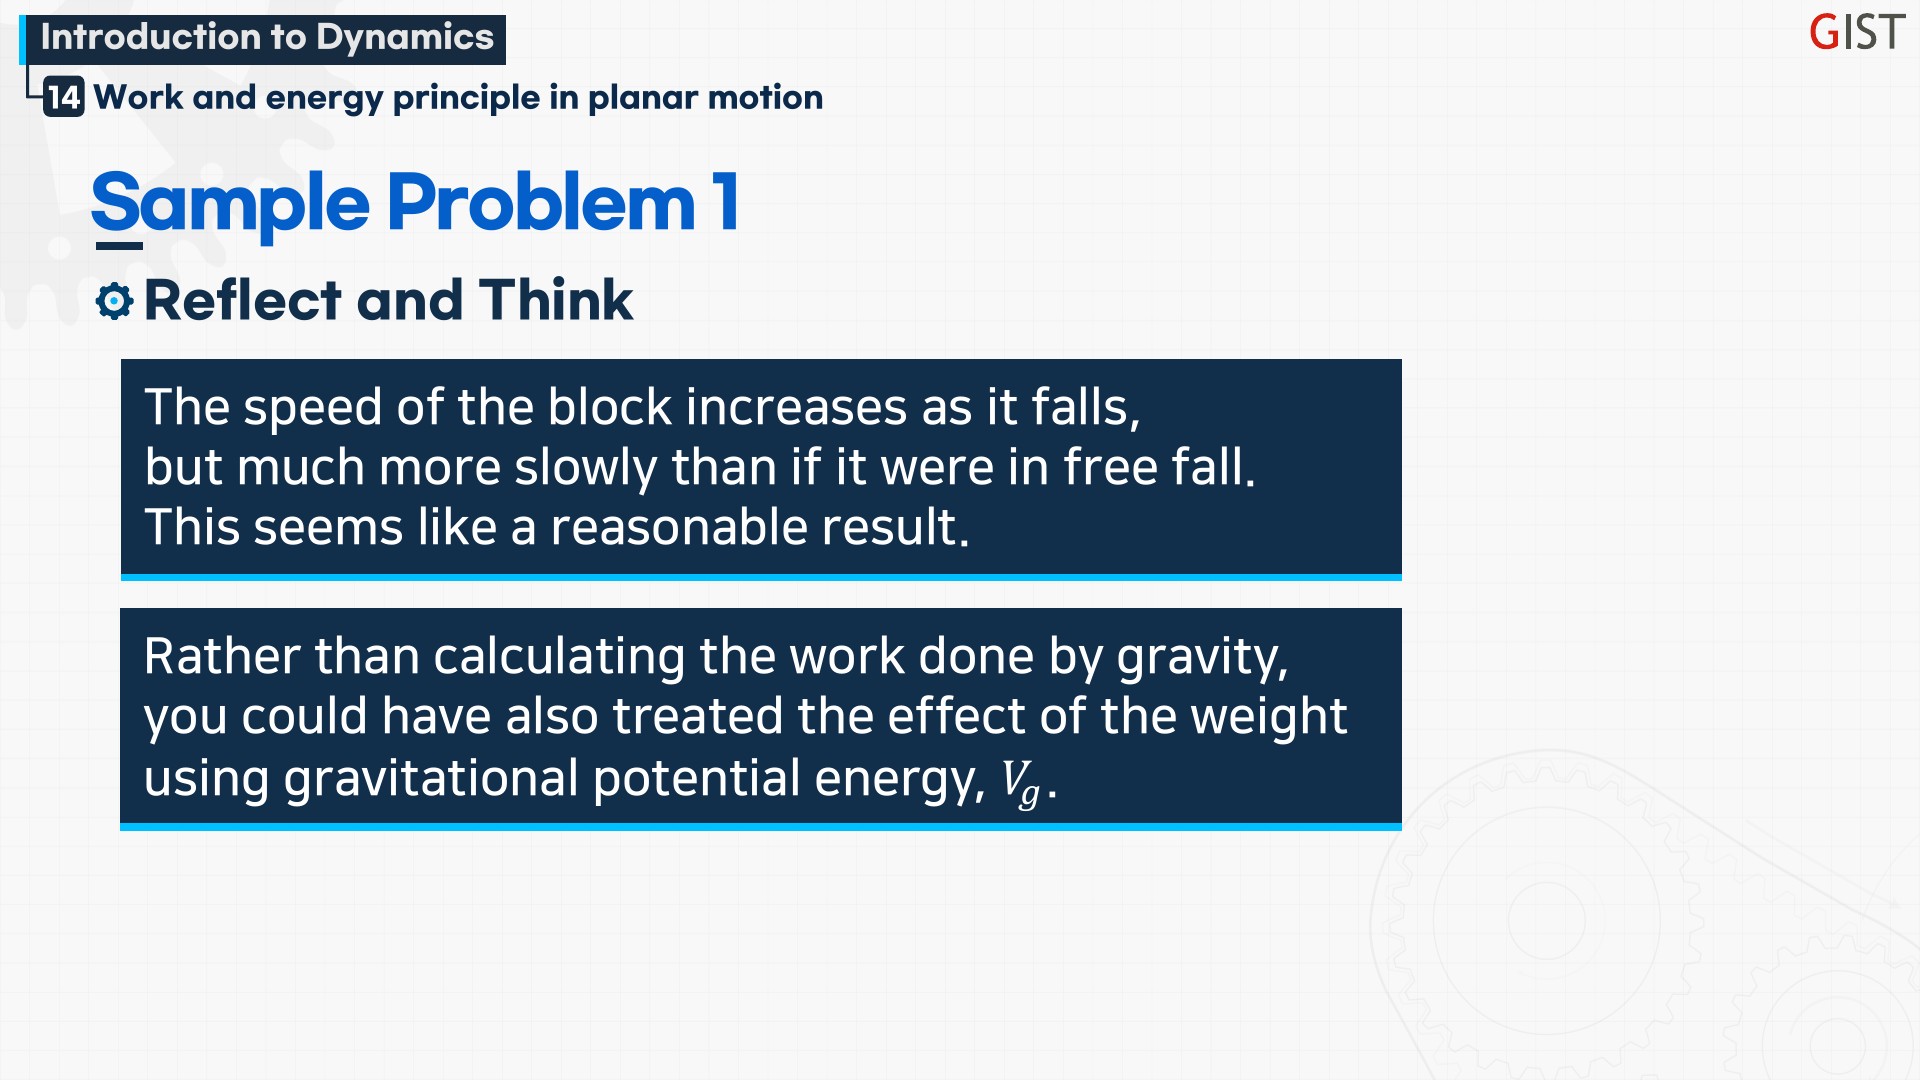 Introduction to Dynamics
GIST
14 Work and energy principle in planar motion
Sample Problem 1
Reflect and Think
The speed of the block increases as it falls,
but much more slowly than if it were in free fall.
This seems like a reasonable result.
Rather than calculating the work done by gravity,
you could have also treated the effect of the weight
using gravitational potential energy, V_g.